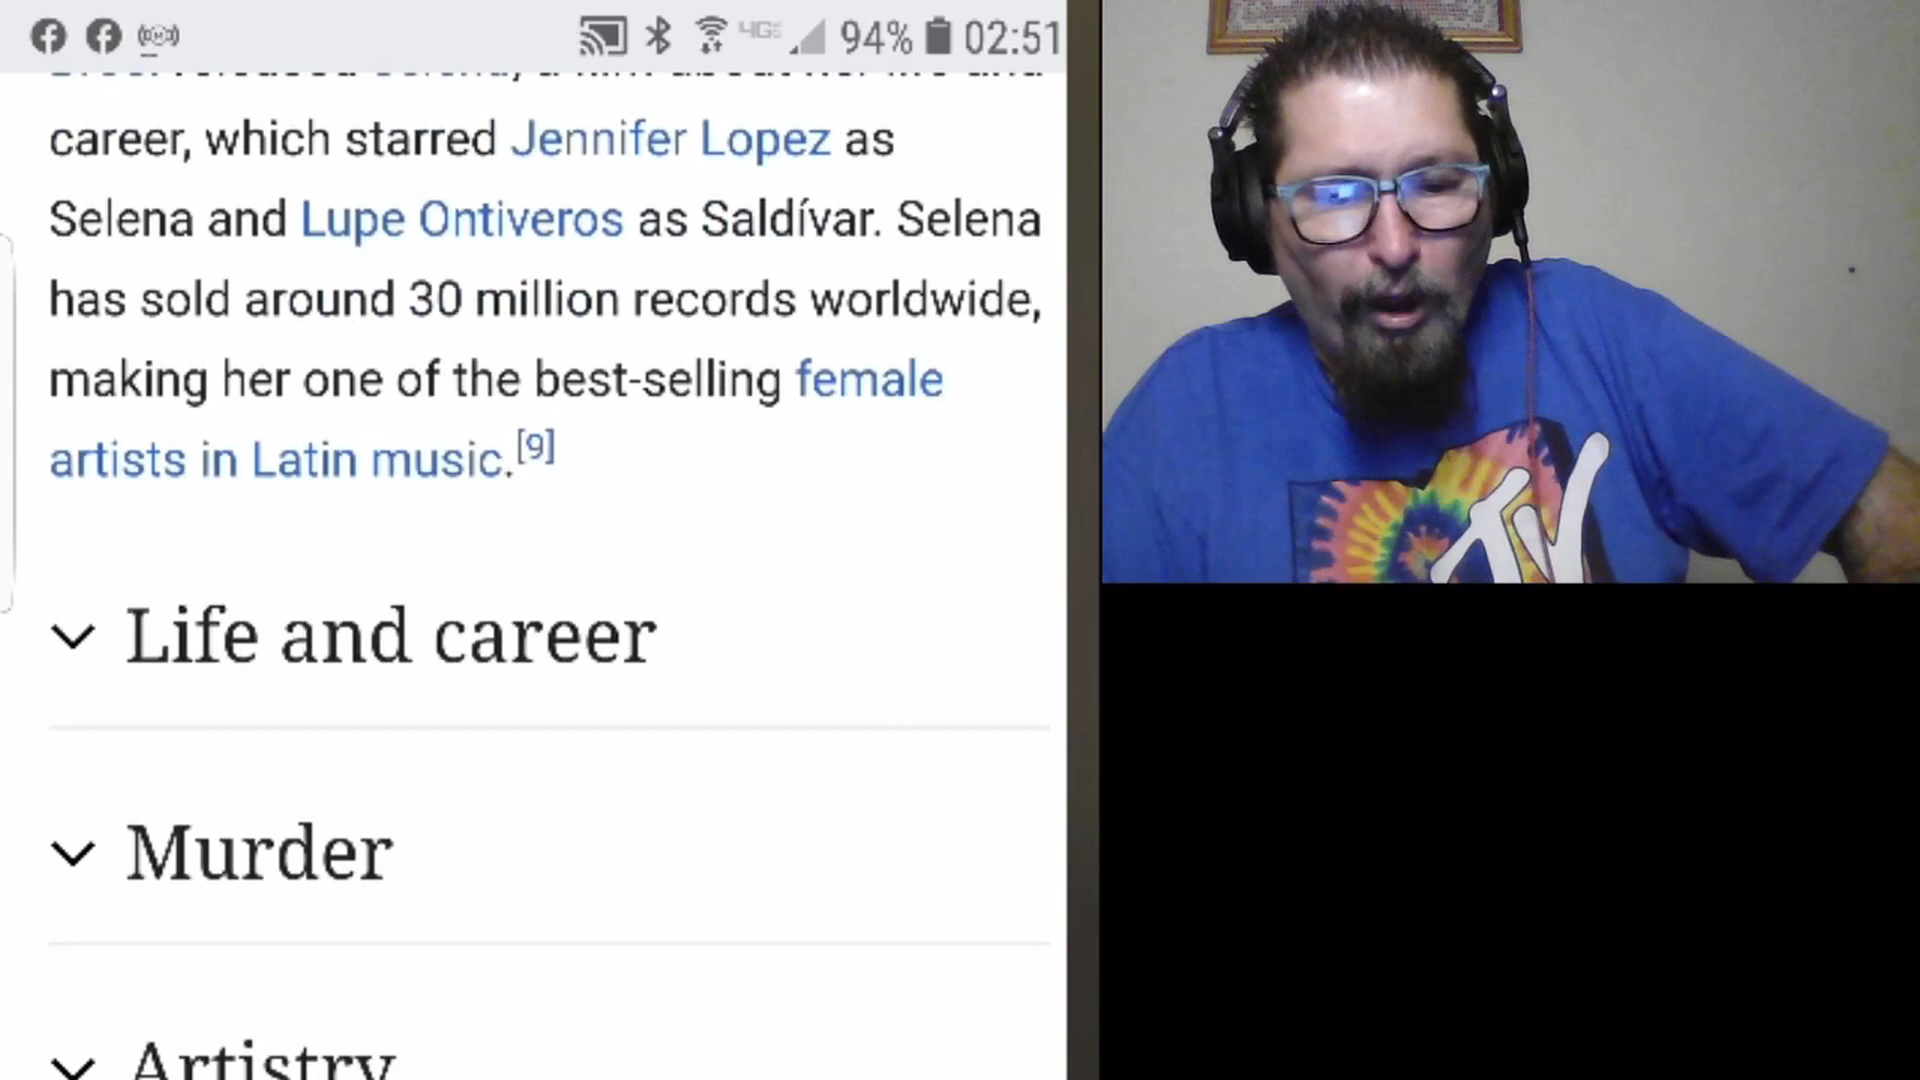 94% 02:51
career, which starred Jennifer Lopez as
Selena and Lupe Ontiveros as Saldívar. Selena
has sold around 30 million records worldwide,
making her one of the best-selling female
artists in Latin music.[9]
Life and career
Murder
Artistry
TV